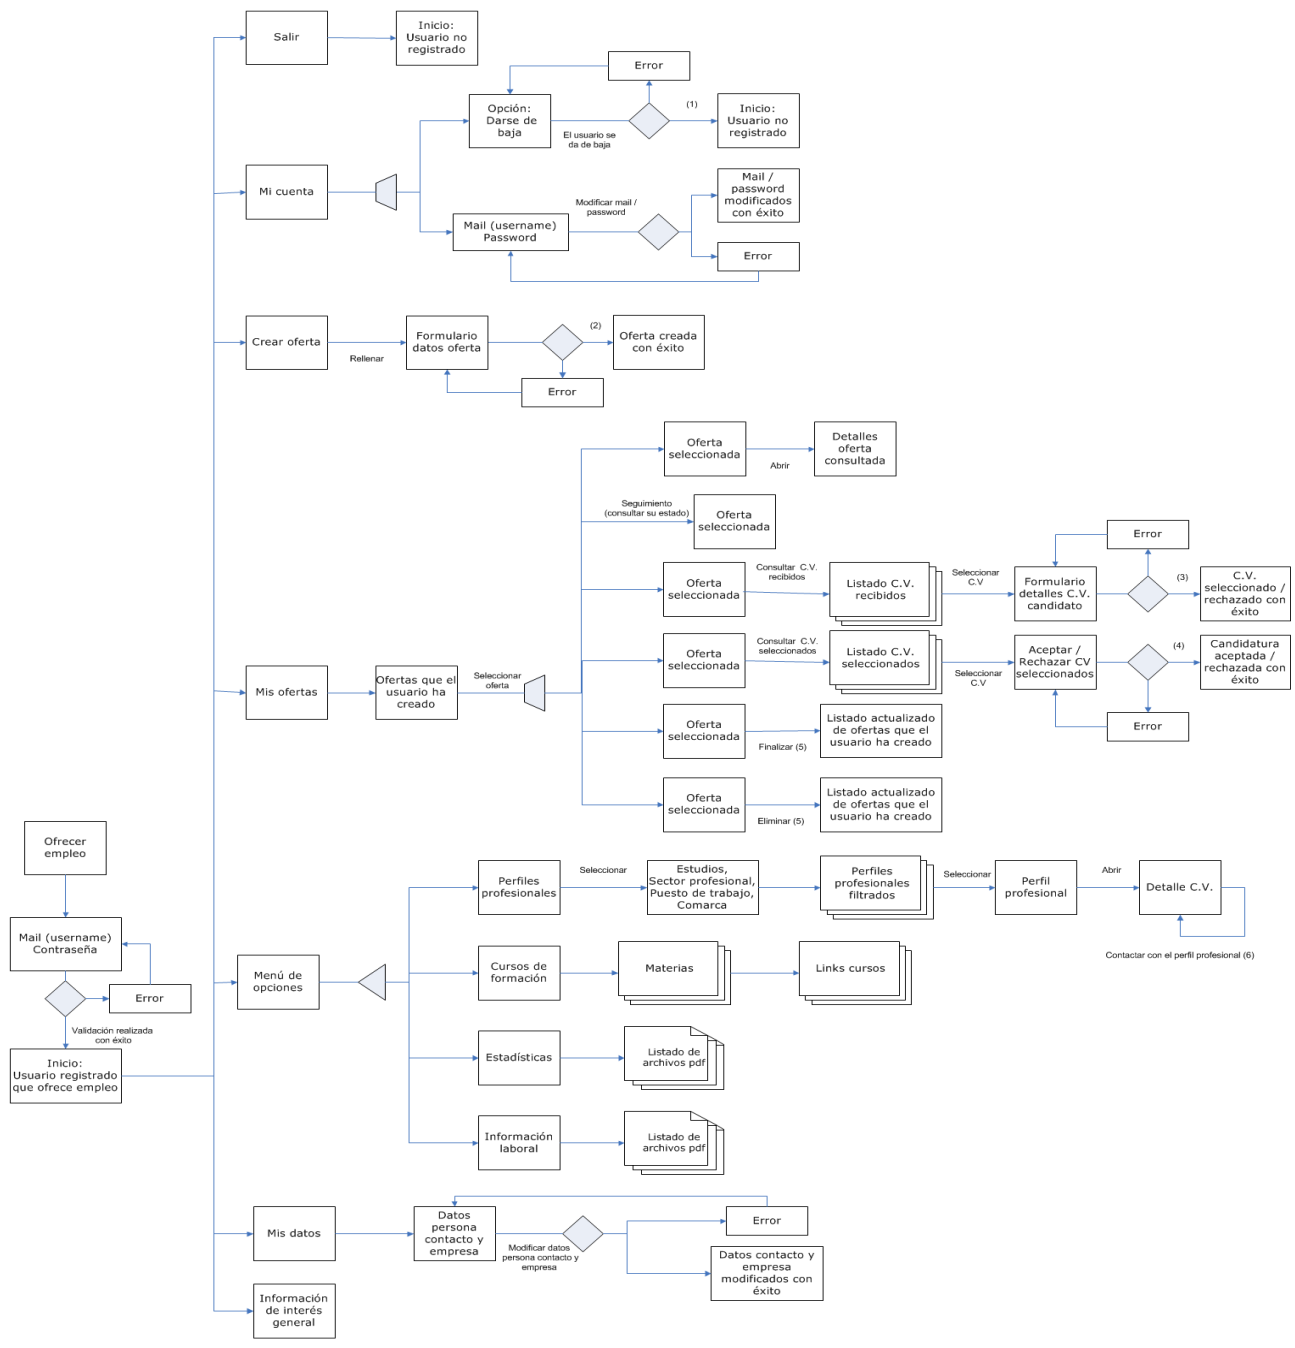 Salir
Inicio:
Usuario no
registrado
Error
Opción:
Darse de
baja
El usuario se
da de baja
(1)
Inicio:
Usuario no
registrado
Mi cuenta
Mail (username)
Password
Modificar mail /
password
Mail /
password
modificados
con éxito
Error
Crear oferta
Rellenar
Formulario
datos oferta
(2)
Oferta creada
con éxito
Error
Mis ofertas
Ofertas que el
usuario ha
creado
Seleccionar
oferta
Oferta
seleccionada
Abrir
Detalles
oferta
consultada
Seguimiento
(consultar su estado)
Oferta
seleccionada
Oferta
seleccionada
Consultar C.V.
recibidos
Listado C.V.
recibidos
Seleccionar
C.V
Formulario
detalles C.V.
candidato
Error
(3)
C.V.
seleccionado /
rechazado con
éxito
Oferta
seleccionada
Consultar C.V.
seleccionados
Listado C.V.
seleccionados
Seleccionar
C.V
Aceptar /
Rechazar CV
seleccionados
(4)
Candidatura
aceptada /
rechazada con
éxito
Error
Oferta
seleccionada
Finalizar (5)
Listado actualizado
de ofertas que el
usuario ha creado
Oferta
seleccionada
Eliminar (5)
Listado actualizado
de ofertas que el
usuario ha creado
Ofrecer
empleo
Mail (username)
Contraseña
Error
Validación realizada
con éxito
Inicio:
Usuario registrado
que ofrece empleo
Menú de
opciones
Perfiles
profesionales
Seleccionar
Estudios,
Sector profesional,
Puesto de trabajo,
Comarca
Perfiles
profesionales
filtrados
Seleccionar
Perfil
profesional
Abrir
Detalle C.V.
Contactar con el perfil profesional (6)
Cursos de
formación
Materias
Links cursos
Estadísticas
Listado de
archivos pdf
Información
laboral
Listado de
archivos pdf
Mis datos
Datos
persona
contacto y
empresa
Modificar datos
persona contacto y
empresa
Error
Datos contacto y
empresa
modificados con
éxito
Información
de interés
general